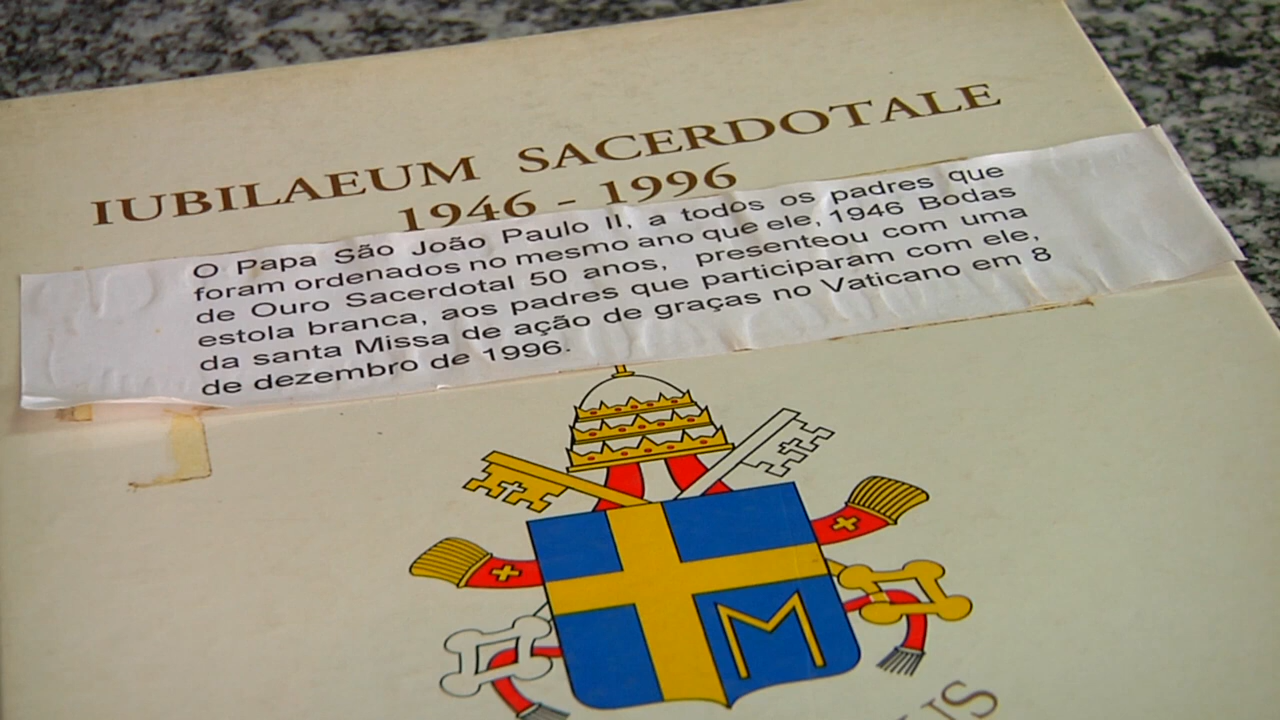 IUBILAEUM SACERDOTALE
1946 - 1996
O Papa São João Paulo II, a todos os padres que
foram ordenados no mesmo ano que ele, 1946 Bodas
de Ouro Sacerdotal 50 anos, presenteou com uma
estola branca, aos padres que participaram com ele,
da santa Missa de ação de graças no Vaticano em 8
de dezembro de 1996.
M